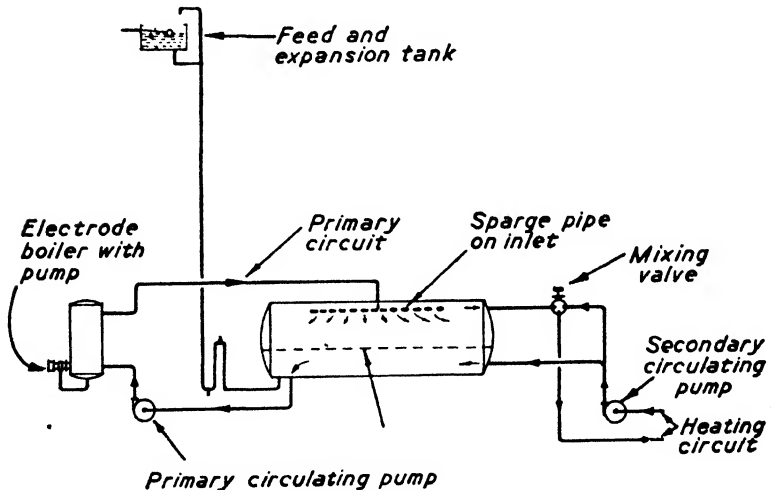 Feed and
expansion tank
Electrode
boiler with
pump
Primary
circuit
Sparge pipe
on inlet
Mixing
valve
Secondary
circulating
pump
Heating
circuit
Primary circulating pump